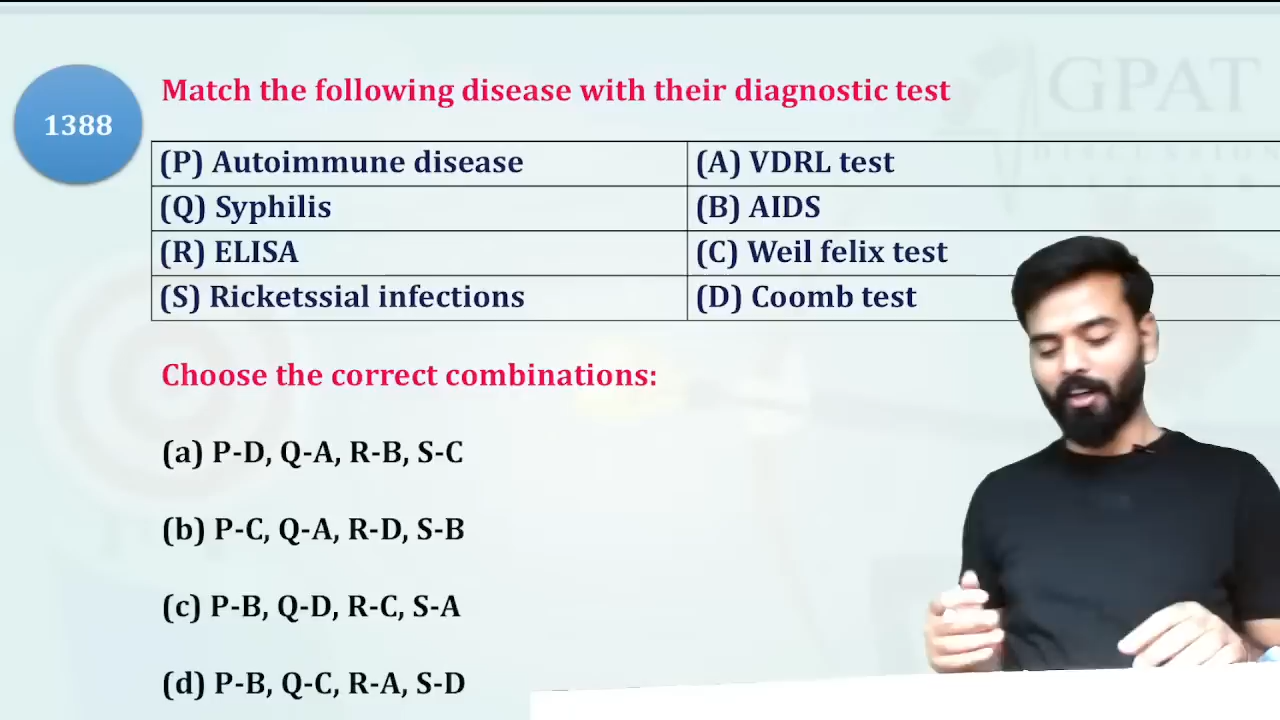 GPAT
DISCUSSION
1388
Match the following disease with their diagnostic test
(P) Autoimmune disease (A) VDRL test
(Q) Syphilis (B) AIDS
(R) ELISA (C) Weil felix test
(S) Ricketssial infections (D) Coomb test
Choose the correct combinations:
(a) P-D, Q-A, R-B, S-C
(b) P-C, Q-A, R-D, S-B
(c) P-B, Q-D, R-C, S-A
(d) P-B, Q-C, R-A, S-D